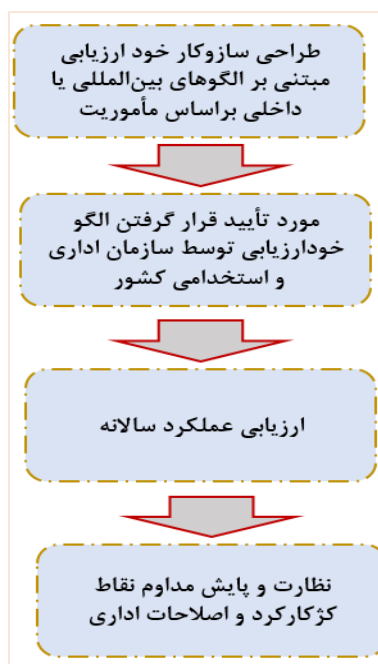 طراحی سازوکار خود ارزیابی
مبتنی بر الگوهای بین‌المللی یا
داخلی براساس مأموریت
مورد تأیید قرار گرفتن الگو
خودارزیابی توسط سازمان اداری
و استخدامی کشور
ارزیابی عملکرد سالانه
نظارت و پایش مداوم نقاط
کژکارکرد و اصلاحات اداری